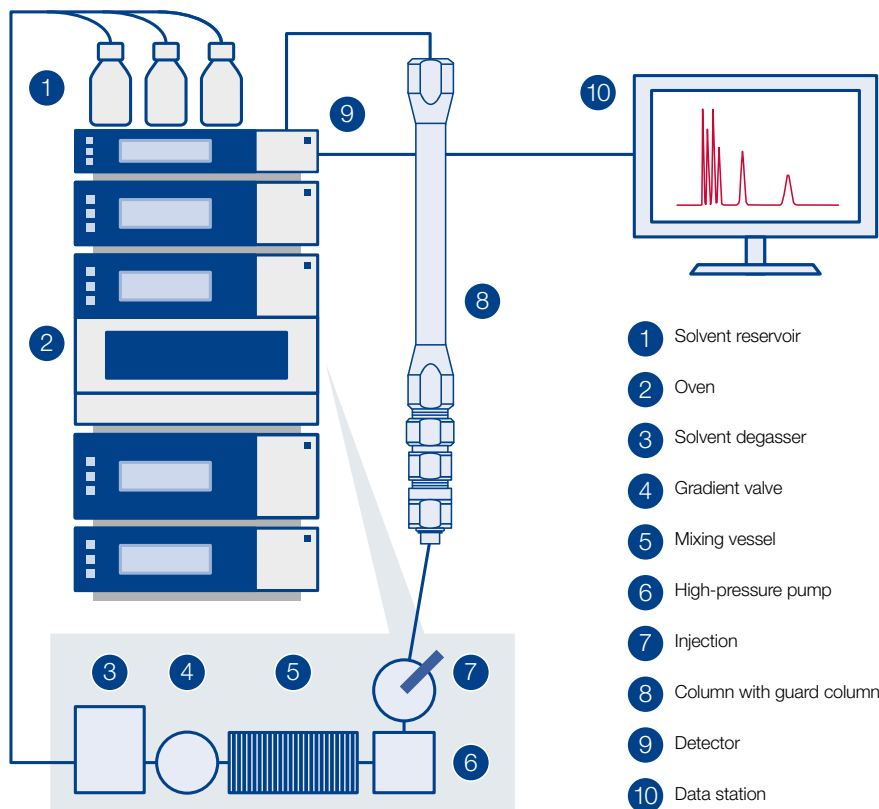 1
9
10
8
2
3
4
5
7
6
1 Solvent reservoir
2 Oven
3 Solvent degasser
4 Gradient valve
5 Mixing vessel
6 High-pressure pump
7 Injection
8 Column with guard column
9 Detector
10 Data station